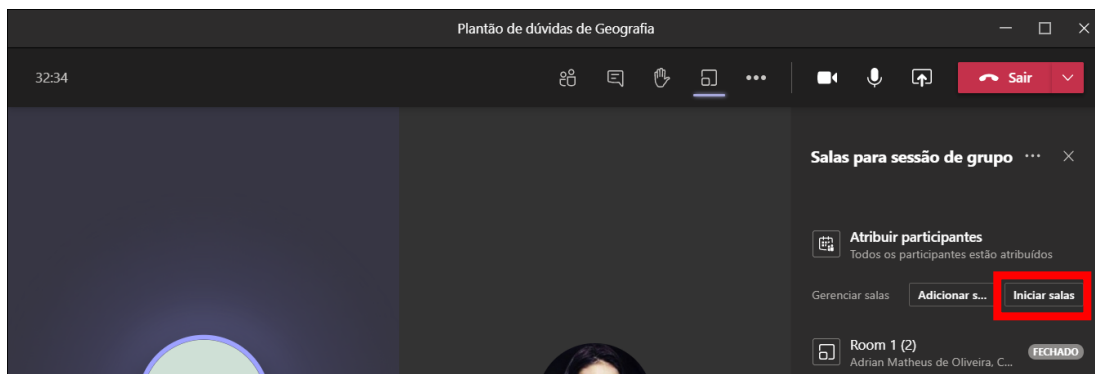 Plantão de dúvidas de Geografia
32:34
Sair
Salas para sessão de grupo
Atribuir participantes
Todos os participantes estão atribuídos
Gerenciar salas
Adicionar s...
Iniciar salas
Room 1 (2)
FECHADO
Adrian Matheus de Oliveira, C...